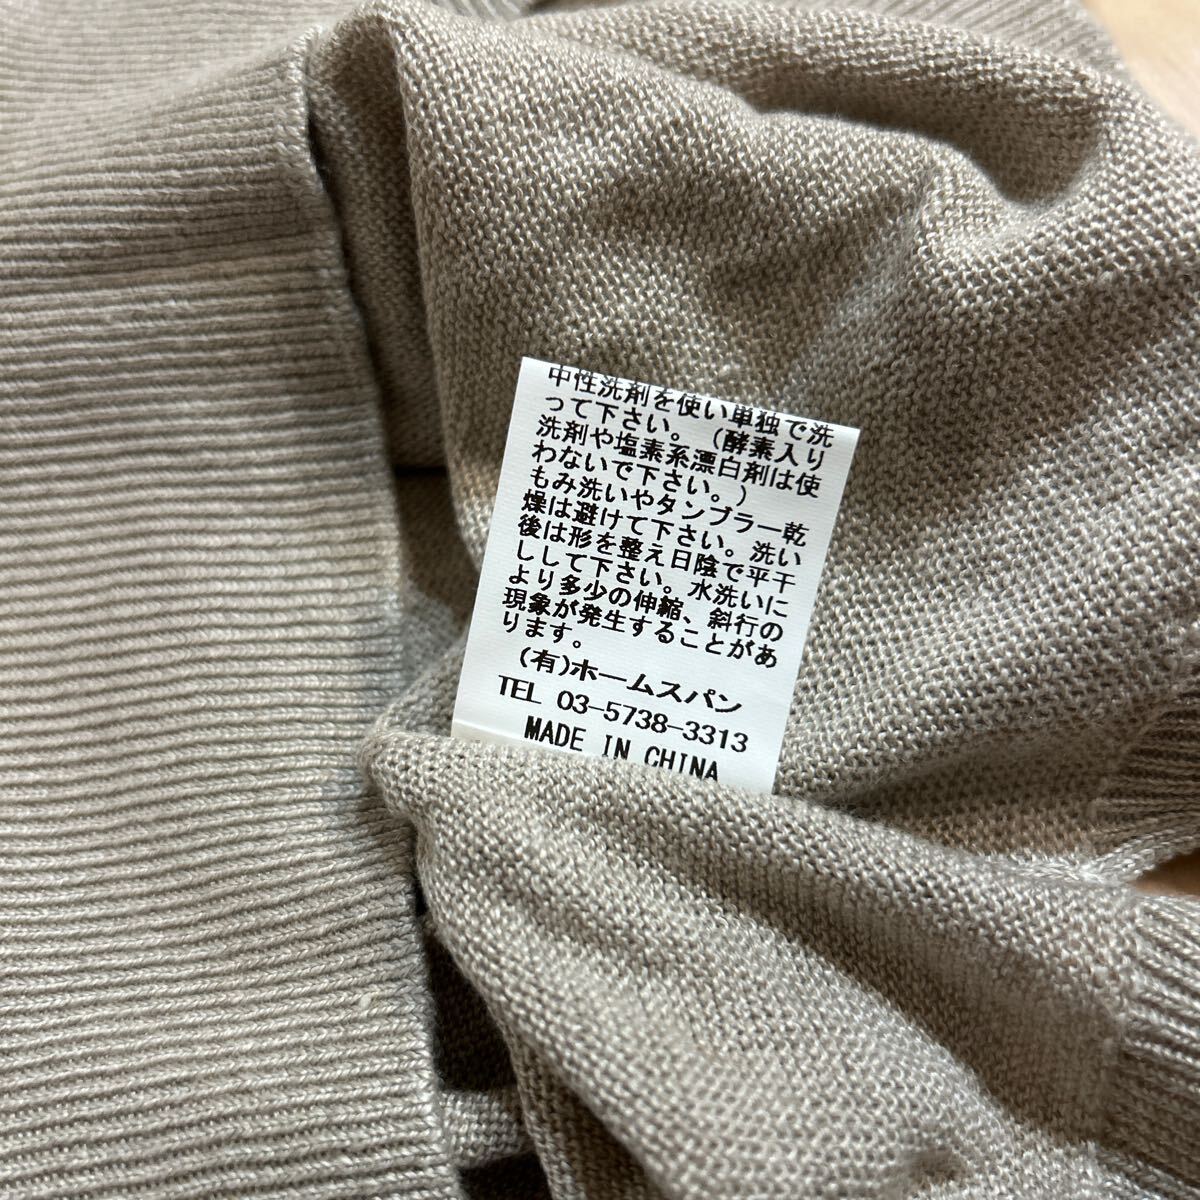 中性洗剤を使い単独で洗
って下さい。（酵素入り
洗剤や塩素系漂白剤は使
わないで下さい。）
もみ洗いやタンブラー乾
燥は避けて下さい。洗い
後は形を整え日陰で平干
しして下さい。水洗いに
より多少の伸縮、斜行の
現象が発生することがあ
ります。
(有)ホームスパン
TEL 03-5738-3313
MADE IN CHINA